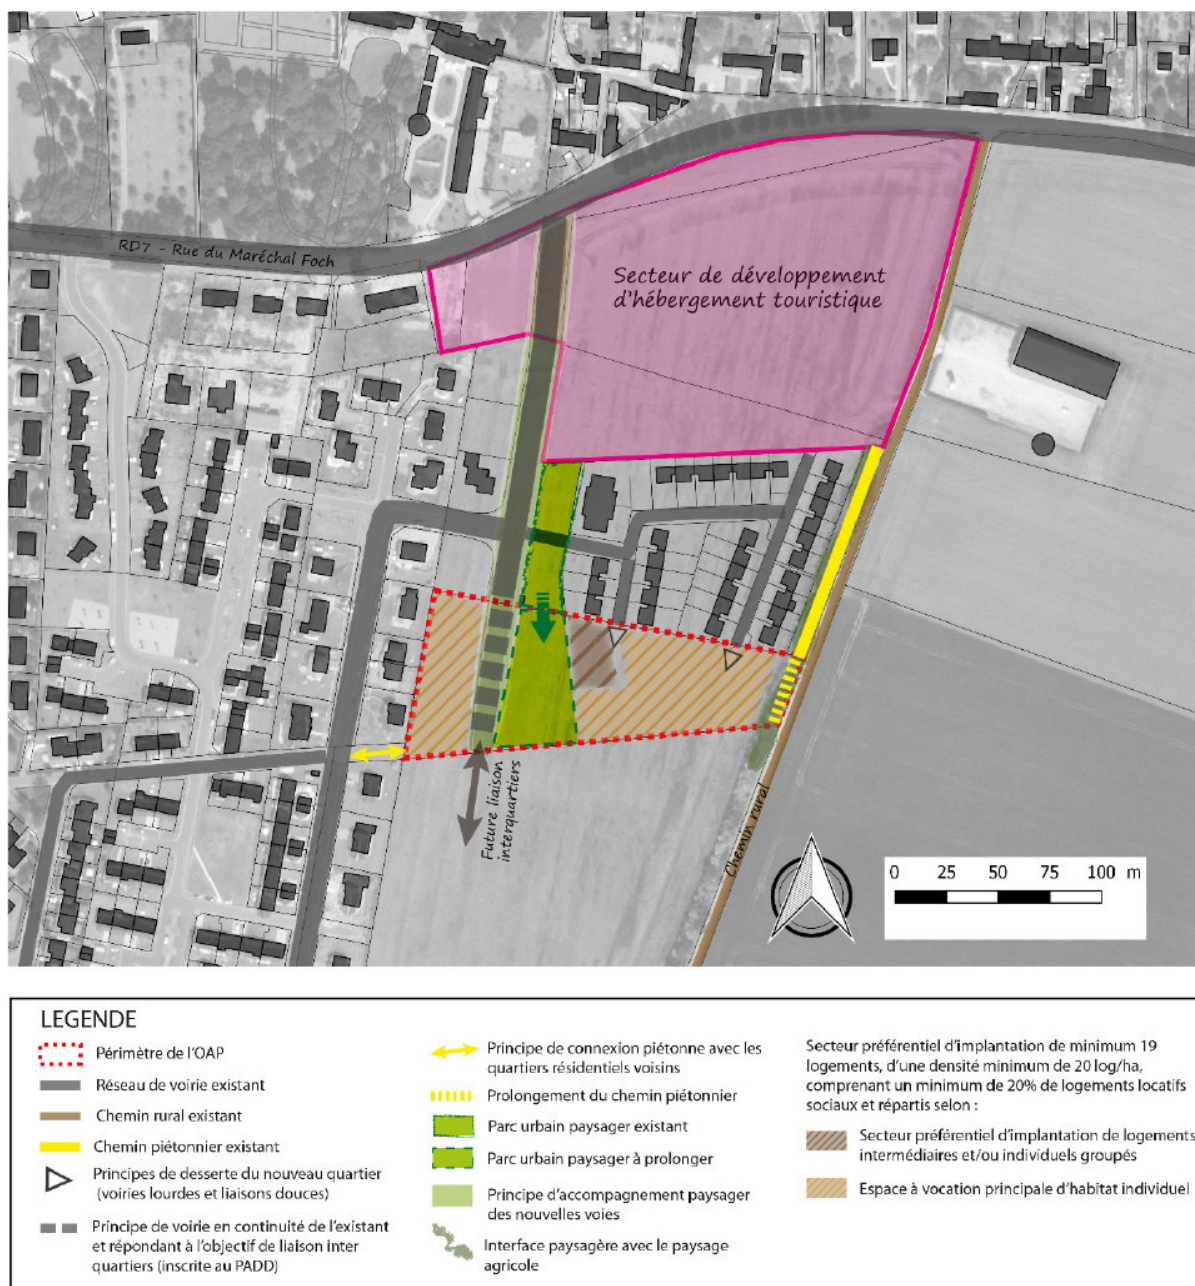 RD7 - Rue du Maréchal Foch
Secteur de développement
d'hébergement touristique
Future liaison
interquartiers
Chemin rural
0 25 50 75 100 m
LEGENDE
Périmètre de l'OAP
Réseau de voirie existant
Chemin rural existant
Chemin piétonnier existant
Principes de desserte du nouveau quartier
(voiries lourdes et liaisons douces)
Principe de voirie en continuité de l'existant
et répondant à l'objectif de liaison inter
quartiers (inscrite au PADD)
Principe de connexion piétonne avec les
quartiers résidentiels voisins
Prolongement du chemin piétonnier
Parc urbain paysager existant
Parc urbain paysager à prolonger
Principe d'accompagnement paysager
des nouvelles voies
Interface paysagère avec le paysage
agricole
Secteur préférentiel d'implantation de minimum 19
logements, d'une densité minimum de 20 log/ha,
comprenant un minimum de 20% de logements locatifs
sociaux et répartis selon :
Secteur préférentiel d'implantation de logements
intermédiaires et/ou individuels groupés
Espace à vocation principale d'habitat individuel